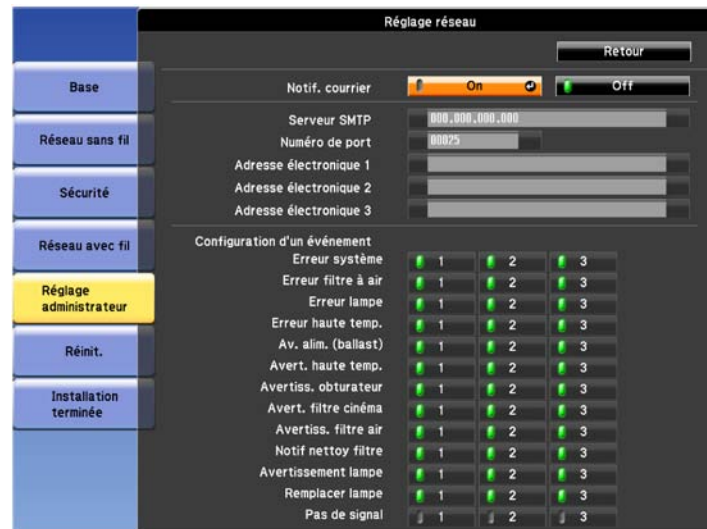 Réglage réseau
Retour
Base
Réseau sans fil
Sécurité
Réseau avec fil
Réglage
administrateur
Réinit.
Installation
terminée
Notif. courrier On Off
Serveur SMTP 000.000.000.000
Numéro de port 00025
Adresse électronique 1
Adresse électronique 2
Adresse électronique 3
Configuration d'un événement
Erreur système 1 2 3
Erreur filtre à air 1 2 3
Erreur lampe 1 2 3
Erreur haute temp. 1 2 3
Av. alim. (ballast) 1 2 3
Avert. haute temp. 1 2 3
Avertiss. obturateur 1 2 3
Avert. filtre cinéma 1 2 3
Avertiss. filtre air 1 2 3
Notif nettoy filtre 1 2 3
Avertissement lampe 1 2 3
Remplacer lampe 1 2 3
Pas de signal 1 2 3